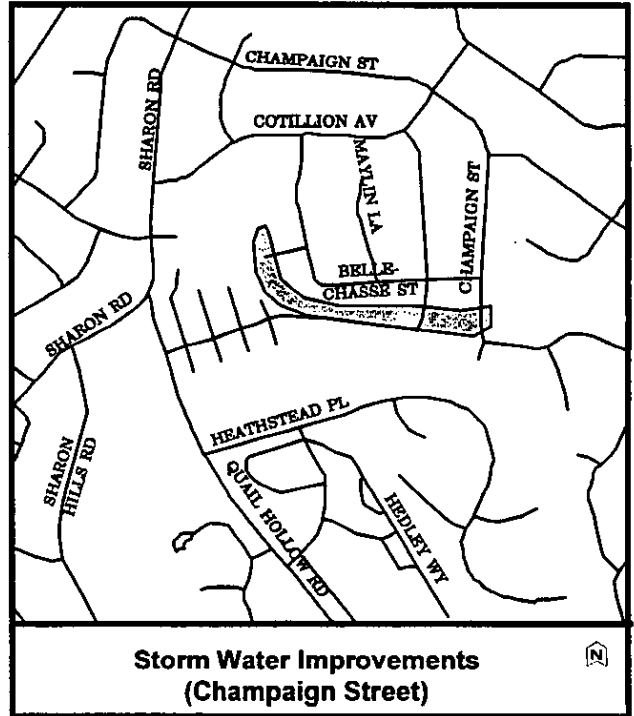 CHAMPAIGN ST
SHARON RD
COTILLION AV
MAYLIN LA
CHAMPAIGN ST
BELLE-
CHASSE ST
SHARON RD
HEATHSTEAD PL
SHARON
HILLS RD
QUAIL HOLLOW RD
HEDLEY WY
Storm Water Improvements
(Champaign Street)
N